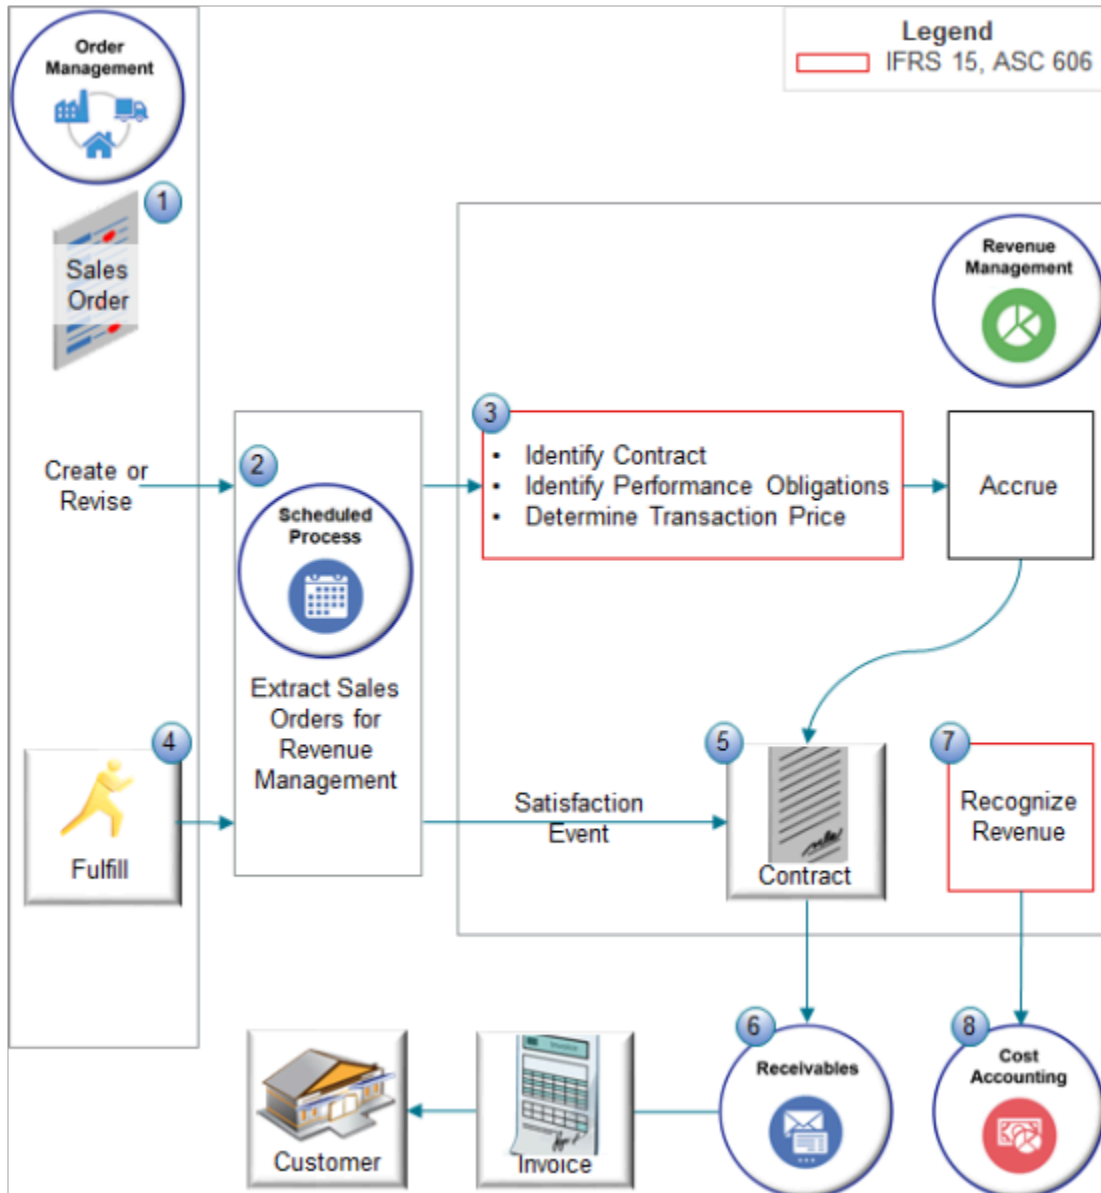 Order
Management
Legend
IFRS 15, ASC 606
1
Sales
Order
Revenue
Management
Create or
Revise
2
Scheduled
Process
Extract Sales
Orders for
Revenue
Management
3
• Identify Contract
• Identify Performance Obligations
• Determine Transaction Price
Accrue
4
Fulfill
Satisfaction
Event
5
Contract
7
Recognize
Revenue
6
Receivables
8
Cost
Accounting
Invoice
Invoice
Customer